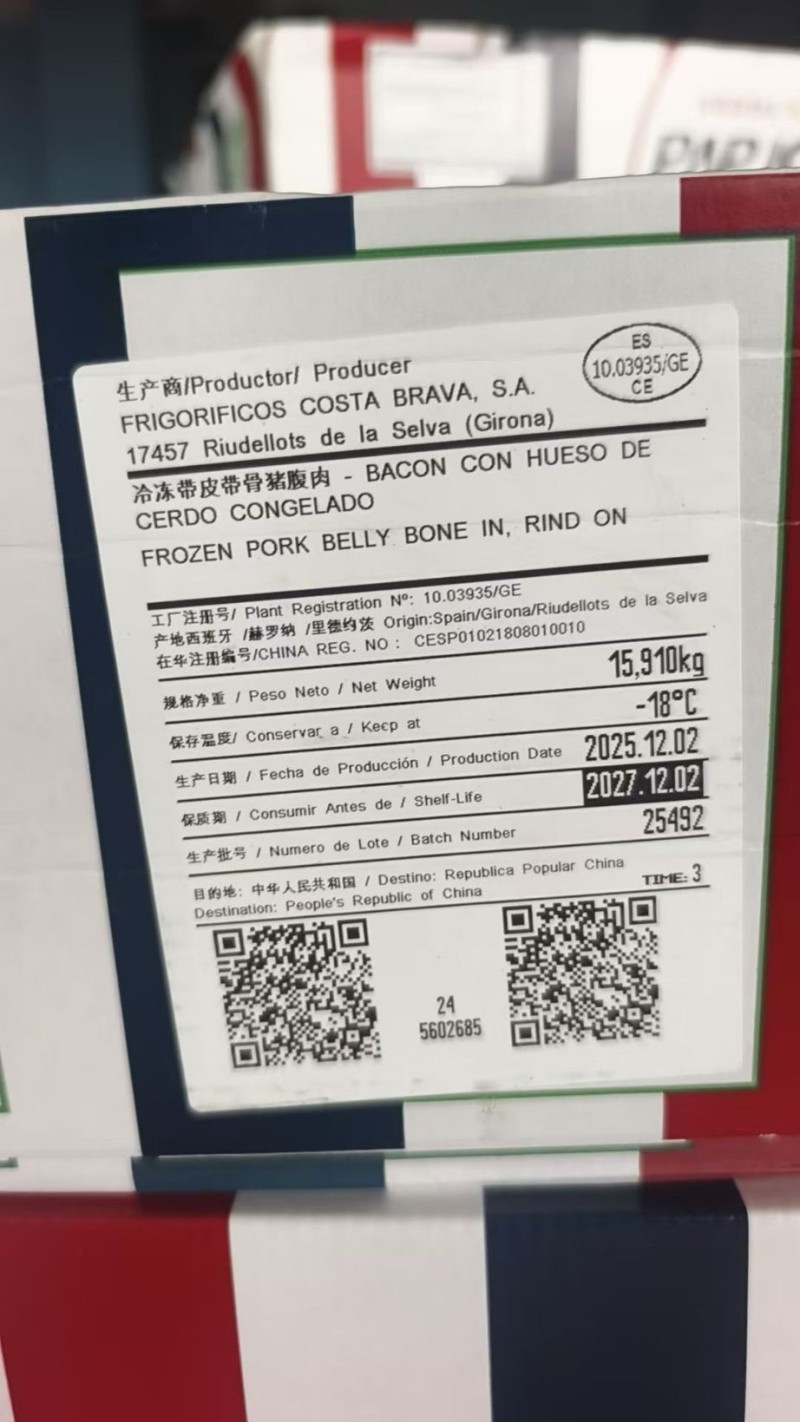 生产商/Productor/ Producer
FRIGORIFICOS COSTA BRAVA, S.A.
17457 Riudellots de la Selva (Girona)
ES
10.03935/GE
CE
冷冻带皮带骨猪腹肉 - BACON CON HUESO DE
CERDO CONGELADO
FROZEN PORK BELLY BONE IN, RIND ON
工厂注册号/ Plant Registration Nº: 10.03935/GE
产地西班牙 /赫罗纳 /里德约茨 Origin:Spain/Girona/Riudellots de la Selva
在华注册编号/CHINA REG. NO : CESP01021808010010
规格净重 / Peso Neto / Net Weight 15,910kg
保存温度/ Conservar a / Keep at -18°C
生产日期 / Fecha de Producción / Production Date 2025.12.02
保质期 / Consumir Antes de / Shelf-Life 2027.12.02
生产批号 / Numero de Lote / Batch Number 25492
目的地: 中华人民共和国 / Destino: Republica Popular China
Destination: People's Republic of China
TIME: 3
24
5602685